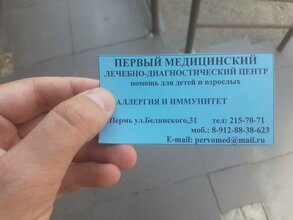 ПЕРВЫЙ МЕДИЦИНСКИЙ
ЛЕЧЕБНО-ДИАГНОСТИЧЕСКИЙ ЦЕНТР
помощь для детей и взрослых
АЛЛЕРГИЯ И ИММУНИТЕТ
г.Пермь ул.Белинского,31 тел: 215-70-71
моб.: 8-912-88-38-623
E-mail: pervomed@mail.ru